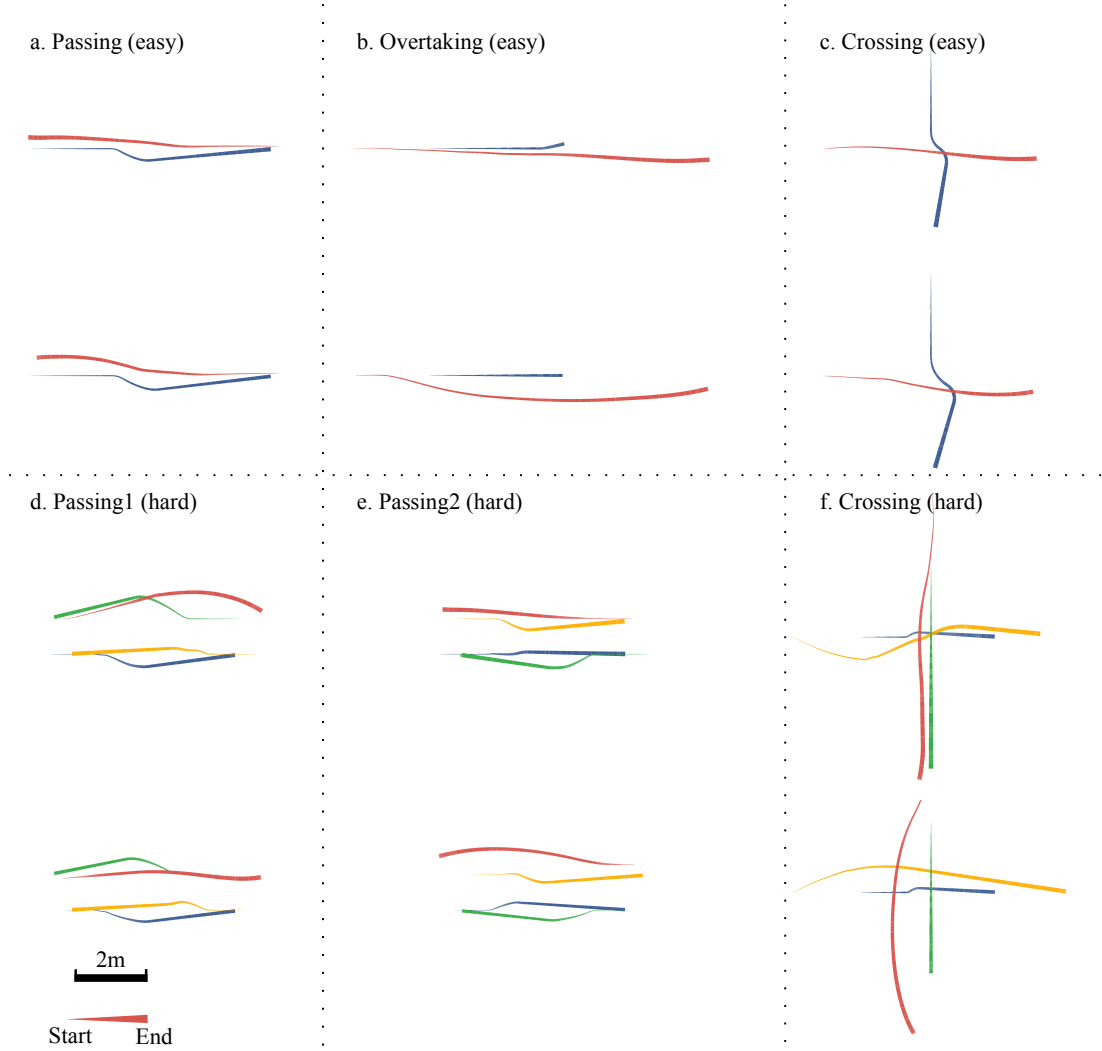 a. Passing (easy)
b. Overtaking (easy)
c. Crossing (easy)
d. Passing1 (hard)
e. Passing2 (hard)
f. Crossing (hard)
2m
Start
End